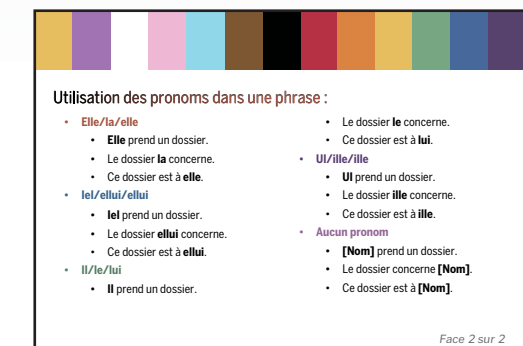 Utilisation des pronoms dans une phrase :
• Elle/la/elle
• Elle prend un dossier.
• Le dossier la concerne.
• Ce dossier est à elle.
• Iel/ellui/ellui
• Iel prend un dossier.
• Le dossier ellui concerne.
• Ce dossier est à ellui.
• Il/le/lui
• Il prend un dossier.
• Le dossier le concerne.
• Ce dossier est à lui.
• Ul/ille/ille
• Ul prend un dossier.
• Le dossier ille concerne.
• Ce dossier est à ille.
• Aucun pronom
• [Nom] prend un dossier.
• Le dossier concerne [Nom].
• Ce dossier est à [Nom].
Face 2 sur 2